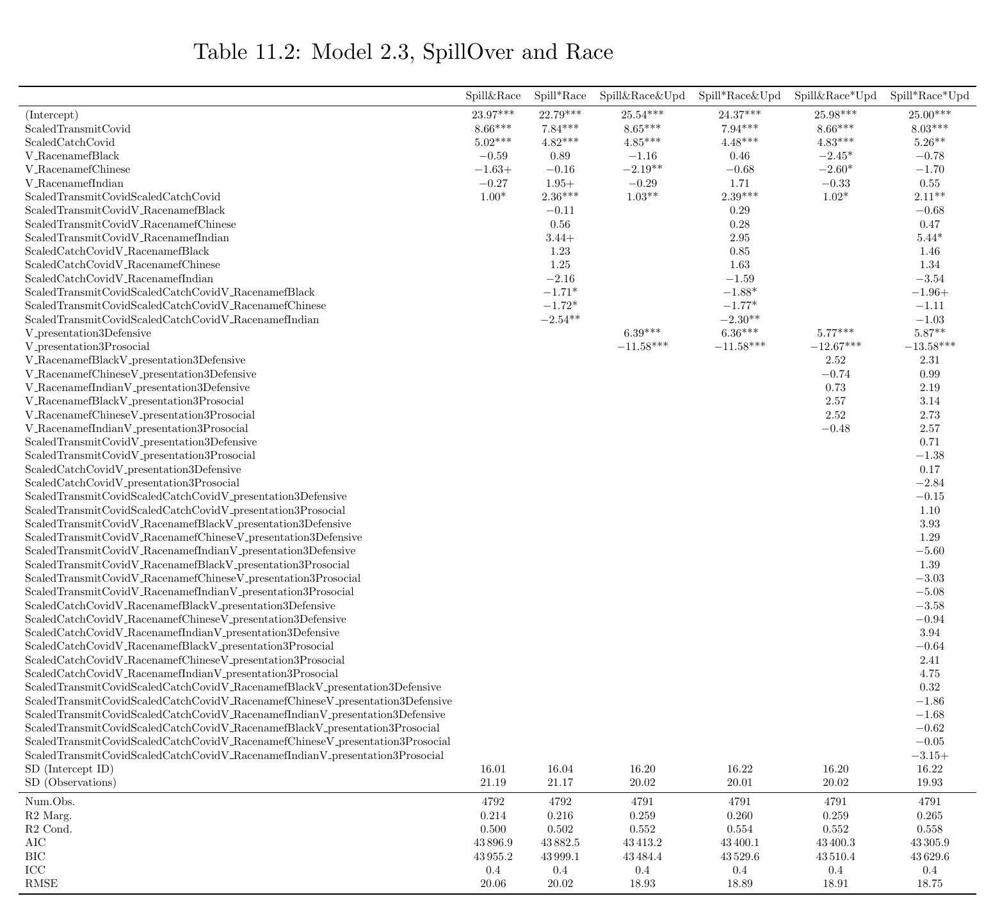 Table 11.2: Model 2.3, SpillOver and Race
Spill&Race Spill*Race Spill&Race&Upd Spill*Race&Upd Spill&Race*Upd Spill*Race*Upd
(Intercept) 23.97*** 22.79*** 25.54*** 24.37*** 25.98*** 25.00***
ScaledTransmitCovid 8.66*** 7.84*** 8.65*** 7.94*** 8.66*** 8.03***
ScaledCatchCovid 5.02*** 4.82*** 4.85*** 4.48*** 4.83*** 5.26**
V_RacenamefBlack −0.59 0.89 −1.16 0.46 −2.45* −0.78
V_RacenamefChinese −1.63+ −0.16 −2.19** −0.68 −2.60* −1.70
V_RacenamefIndian −0.27 1.95+ −0.29 1.71 −0.33 0.55
ScaledTransmitCovidScaledCatchCovid 1.00* 2.36*** 1.03** 2.39*** 1.02* 2.11**
ScaledTransmitCovidV_RacenamefBlack −0.11 0.29 −0.68
ScaledTransmitCovidV_RacenamefChinese 0.56 0.28 0.47
ScaledTransmitCovidV_RacenamefIndian 3.44+ 2.95 5.44*
ScaledCatchCovidV_RacenamefBlack 1.23 0.85 1.46
ScaledCatchCovidV_RacenamefChinese 1.25 1.63 1.34
ScaledCatchCovidV_RacenamefIndian −2.16 −1.59 −3.54
ScaledTransmitCovidScaledCatchCovidV_RacenamefBlack −1.71* −1.88* −1.96+
ScaledTransmitCovidScaledCatchCovidV_RacenamefChinese −1.72* −1.77* −1.11
ScaledTransmitCovidScaledCatchCovidV_RacenamefIndian −2.54** −2.30** −1.03
V_presentation3Defensive 6.39*** 6.36*** 5.77*** 5.87**
V_presentation3Prosocial −11.58*** −11.58*** −12.67*** −13.58***
V_RacenamefBlackV_presentation3Defensive 2.52 2.31
V_RacenamefChineseV_presentation3Defensive −0.74 0.99
V_RacenamefIndianV_presentation3Defensive 0.73 2.19
V_RacenamefBlackV_presentation3Prosocial 2.57 3.14
V_RacenamefChineseV_presentation3Prosocial 2.52 2.73
V_RacenamefIndianV_presentation3Prosocial −0.48 2.57
ScaledTransmitCovidV_presentation3Defensive 0.71
ScaledTransmitCovidV_presentation3Prosocial −1.38
ScaledCatchCovidV_presentation3Defensive 0.17
ScaledCatchCovidV_presentation3Prosocial −2.84
ScaledTransmitCovidScaledCatchCovidV_presentation3Defensive −0.15
ScaledTransmitCovidScaledCatchCovidV_presentation3Prosocial 1.10
ScaledTransmitCovidV_RacenamefBlackV_presentation3Defensive 3.93
ScaledTransmitCovidV_RacenamefChineseV_presentation3Defensive 1.29
ScaledTransmitCovidV_RacenamefIndianV_presentation3Defensive −5.60
ScaledTransmitCovidV_RacenamefBlackV_presentation3Prosocial 1.39
ScaledTransmitCovidV_RacenamefChineseV_presentation3Prosocial −3.03
ScaledTransmitCovidV_RacenamefIndianV_presentation3Prosocial −5.08
ScaledCatchCovidV_RacenamefBlackV_presentation3Defensive −3.58
ScaledCatchCovidV_RacenamefChineseV_presentation3Defensive −0.94
ScaledCatchCovidV_RacenamefIndianV_presentation3Defensive 3.94
ScaledCatchCovidV_RacenamefBlackV_presentation3Prosocial −0.64
ScaledCatchCovidV_RacenamefChineseV_presentation3Prosocial 2.41
ScaledCatchCovidV_RacenamefIndianV_presentation3Prosocial 4.75
ScaledTransmitCovidScaledCatchCovidV_RacenamefBlackV_presentation3Defensive 0.32
ScaledTransmitCovidScaledCatchCovidV_RacenamefChineseV_presentation3Defensive −1.86
ScaledTransmitCovidScaledCatchCovidV_RacenamefIndianV_presentation3Defensive −1.68
ScaledTransmitCovidScaledCatchCovidV_RacenamefBlackV_presentation3Prosocial −0.62
ScaledTransmitCovidScaledCatchCovidV_RacenamefChineseV_presentation3Prosocial −0.05
ScaledTransmitCovidScaledCatchCovidV_RacenamefIndianV_presentation3Prosocial −3.15+
SD (Intercept ID) 16.01 16.04 16.20 16.22 16.20 16.22
SD (Observations) 21.19 21.17 20.02 20.01 20.02 19.93
Num.Obs. 4792 4792 4791 4791 4791 4791
R2 Marg. 0.214 0.216 0.259 0.260 0.259 0.265
R2 Cond. 0.500 0.502 0.552 0.554 0.552 0.558
AIC 43 896.9 43 882.5 43 413.2 43 400.1 43 400.3 43 305.9
BIC 43 955.2 43 999.1 43 484.4 43 529.6 43 510.4 43 629.6
ICC 0.4 0.4 0.4 0.4 0.4 0.4
RMSE 20.06 20.02 18.93 18.89 18.91 18.75